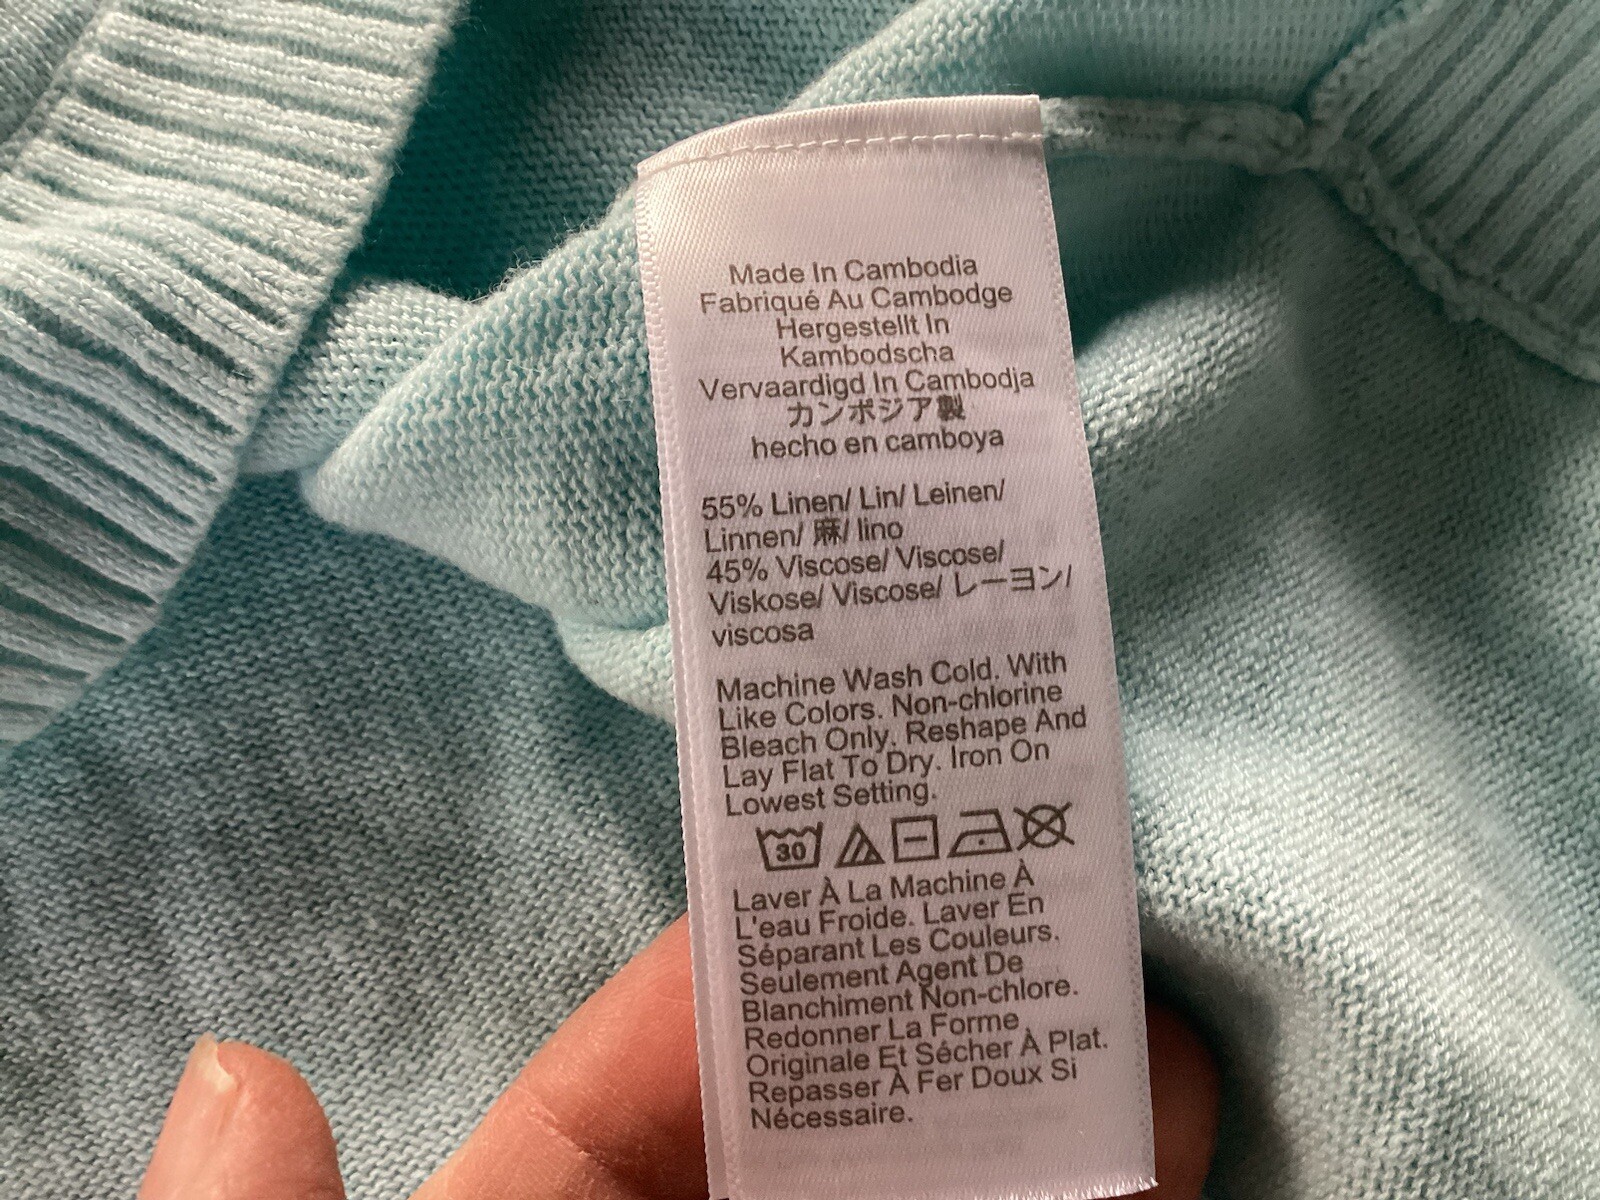 Made In Cambodia
Fabriqué Au Cambodge
Hergestellt In
Kambodscha
Vervaardigd In Cambodja
カンボジア製
hecho en camboya
55% Linen/ Lin/ Leinen/
Linnen/ 麻/ lino
45% Viscose/ Viscose/
Viskose/ Viscose/ レーヨン/
viscosa
Machine Wash Cold. With
Like Colors. Non-chlorine
Bleach Only. Reshape And
Lay Flat To Dry. Iron On
Lowest Setting.
30
Laver À La Machine À
L'eau Froide. Laver En
Séparant Les Couleurs.
Seulement Agent De
Blanchiment Non-chlore.
Redonner La Forme
Originale Et Sécher À Plat.
Repasser À Fer Doux Si
Nécessaire.